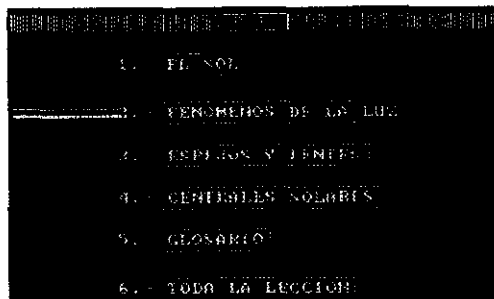 1. EL SOL
2.- FENOMENOS DE LA LUZ
3. ESPEJOS Y LENTES
4.- CENTRALES SOLARES
5. GLOSARIO
6.- TODA LA LECCION